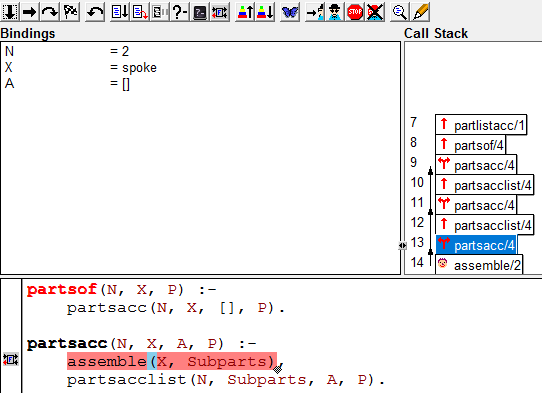 Bindings
N = 2
X = spoke
A = []
Call Stack
7 partlistacc/1
8 partsof/4
9 partsacc/4
10 partsacclist/4
11 partsacc/4
12 partsacclist/4
13 partsacc/4
14 assemble/2
partsof(N, X, P) :-
partsacc(N, X, [], P).
partsacc(N, X, A, P) :-
assemble(X, Subparts),
partsacclist(N, Subparts, A, P).